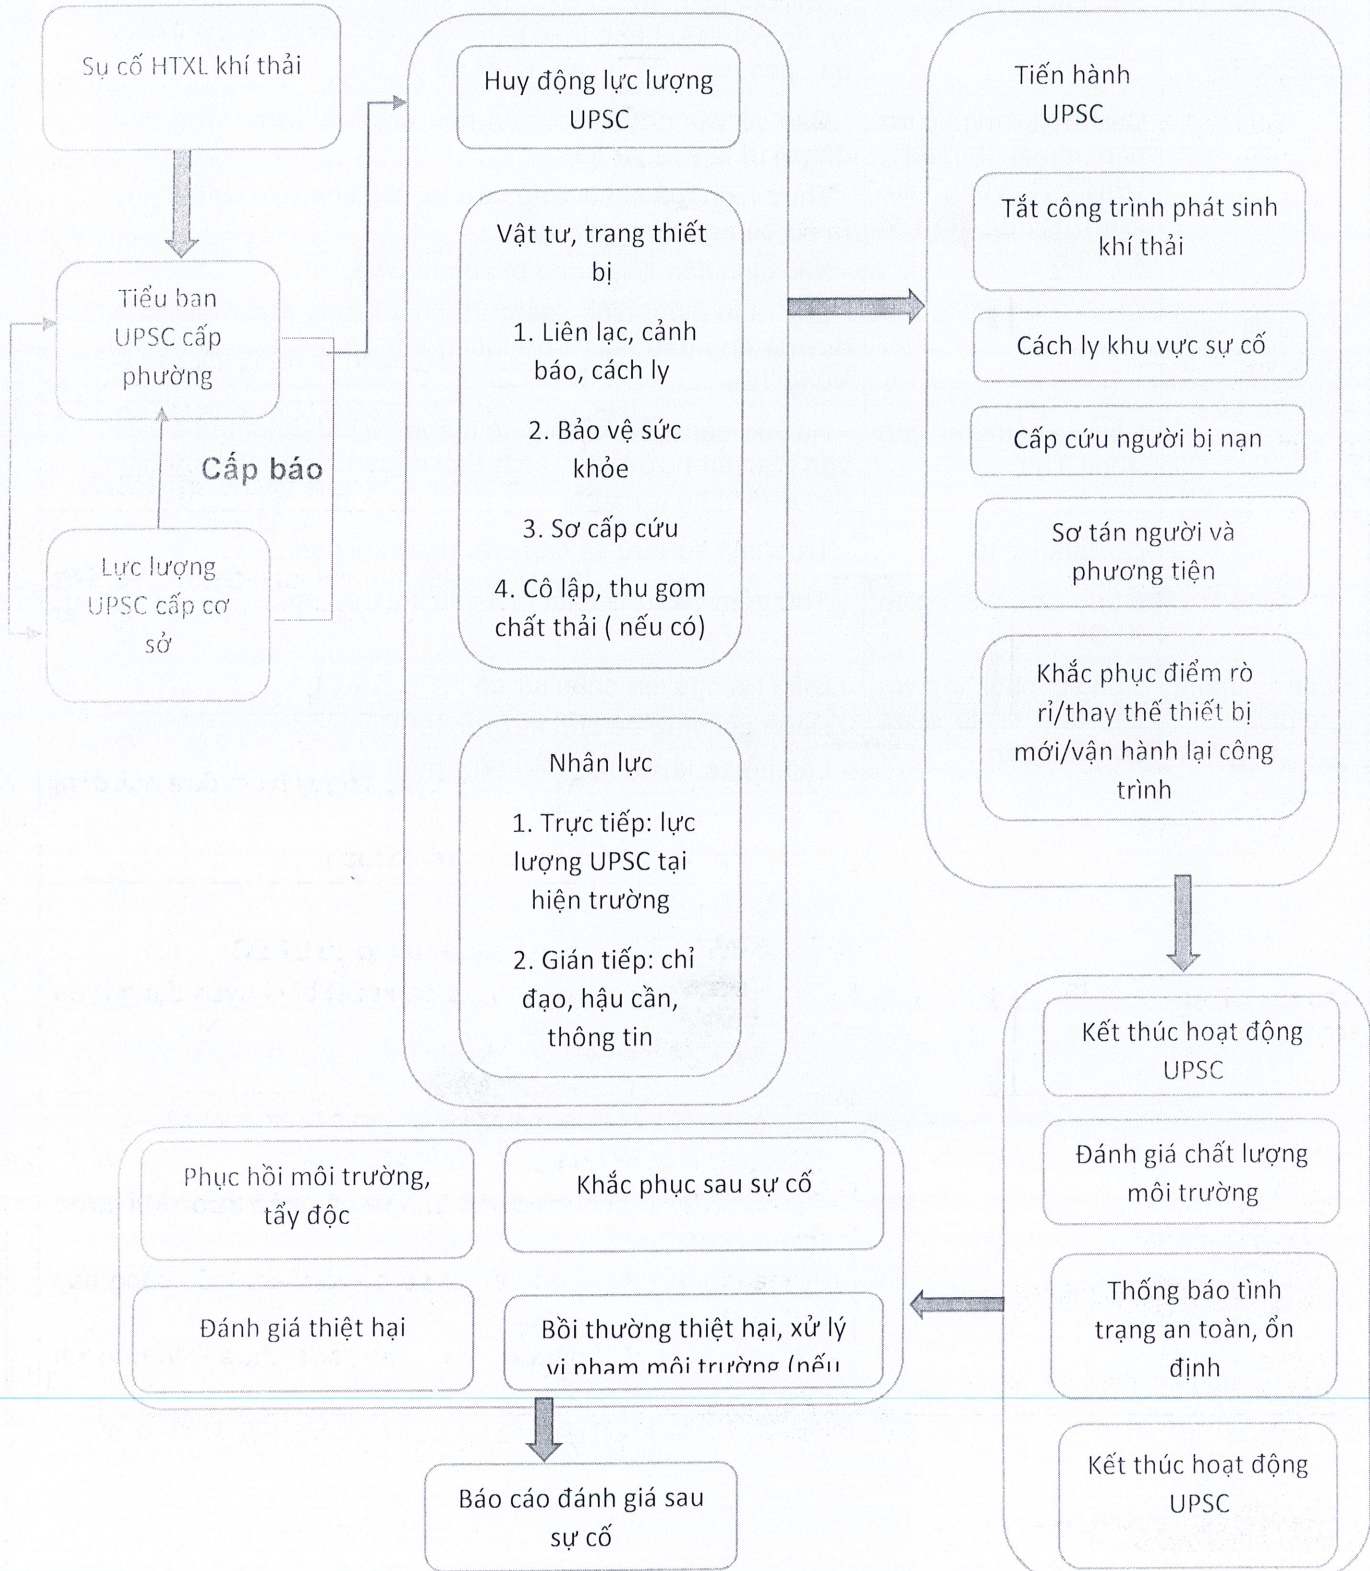 Sụ cố HTXL khí thải
Tiểu ban
UPSC cấp
phường
Cấp báo
Lực lượng
UPSC cấp cơ
sở
Huy động lực lượng
UPSC
Vật tư, trang thiết
bị
1. Liên lạc, cảnh
báo, cách ly
2. Bảo vệ sức
khỏe
3. Sơ cấp cứu
4. Cô lập, thu gom
chất thải ( nếu có)
Nhân lực
1. Trực tiếp: lực
lượng UPSC tại
hiện trường
2. Gián tiếp: chỉ
đạo, hậu cần,
thông tin
Tiến hành
UPSC
Tắt công trình phát sinh
khí thải
Cách ly khu vực sự cố
Cấp cứu người bị nạn
Sơ tán người và
phương tiện
Khắc phục điểm rò
rỉ/thay thế thiết bị
mới/vận hành lại công
trình
Kết thúc hoạt động
UPSC
Đánh giá chất lượng
môi trường
Thống báo tình
trạng an toàn, ổn
định
Kết thúc hoạt động
UPSC
Phục hồi môi trường,
tẩy độc
Khắc phục sau sự cố
Đánh giá thiệt hại
Bồi thường thiệt hại, xử lý
vi phạm môi trường (nếu
Báo cáo đánh giá sau
sự cố